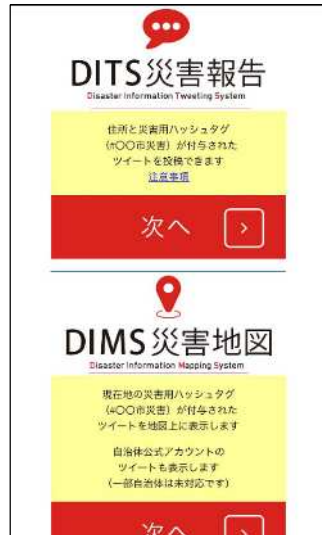 DITS災害報告
Disaster Information Tweeting System
住所と災害用ハッシュタグ
(#〇〇市災害) が付与された
ツイートを投稿できます
注意事項
次へ
DIMS災害地図
Disaster Information Mapping System
現在地の災害用ハッシュタグ
(#〇〇市災害) が付与された
ツイートを地図上に表示します
自治体公式アカウントの
ツイートも表示します
(一部自治体は未対応です)
次へ